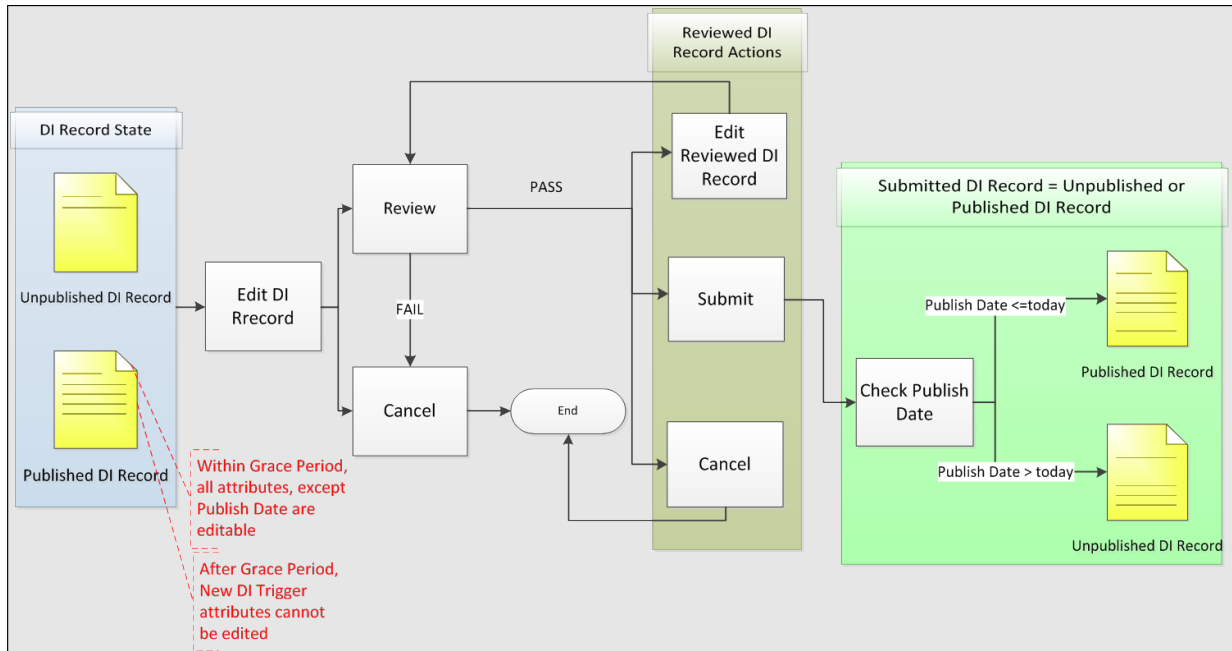 Reviewed DI
Record Actions
DI Record State
Edit
Reviewed DI
Record
PASS
Review
Submitted DI Record = Unpublished or
Published DI Record
Unpublished DI Record
Edit DI
Rrecord
FAIL
Submit
Publish Date <=today
Published DI Record
Check Publish
Date
Cancel
End
Published DI Record
Within Grace Period,
all attributes, except
Publish Date are
editable
Cancel
Publish Date > today
Unpublished DI Record
After Grace Period,
New DI Trigger
attributes cannot
be edited